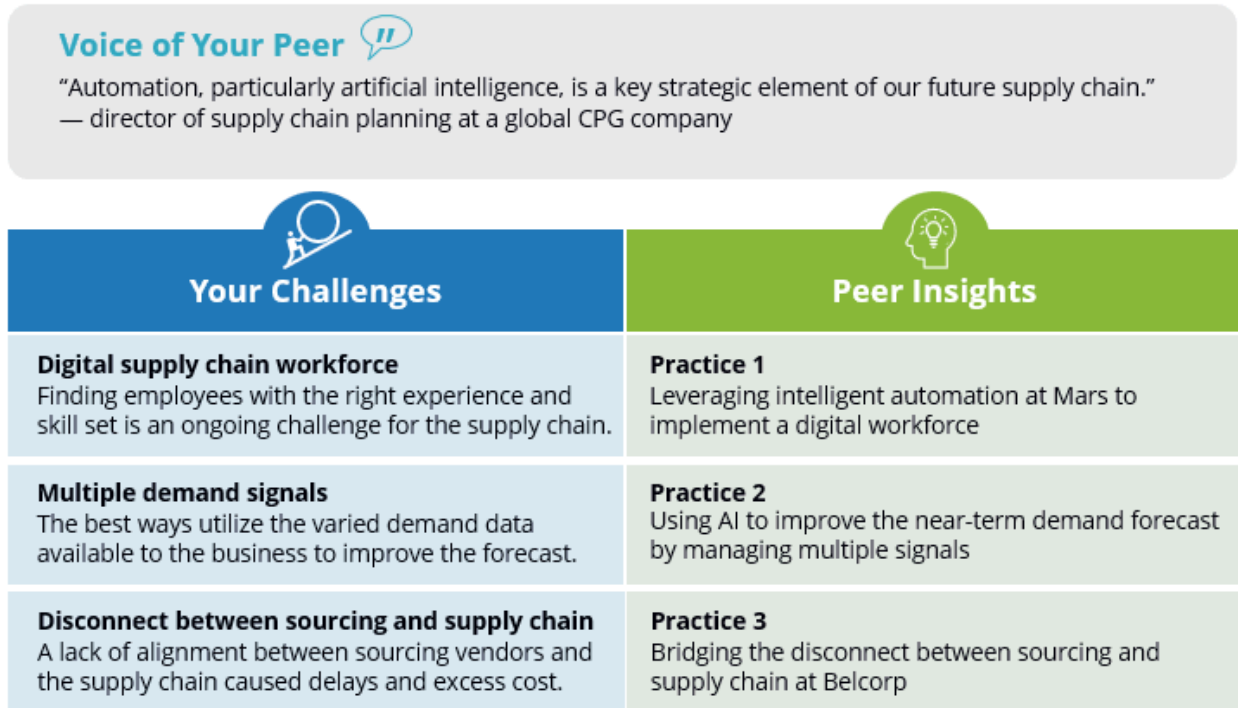 Voice of Your Peer
“Automation, particularly artificial intelligence, is a key strategic element of our future supply chain.”
— director of supply chain planning at a global CPG company
Your Challenges
Peer Insights
Digital supply chain workforce
Finding employees with the right experience and
skill set is an ongoing challenge for the supply chain.
Practice 1
Leveraging intelligent automation at Mars to
implement a digital workforce
Multiple demand signals
The best ways utilize the varied demand data
available to the business to improve the forecast.
Practice 2
Using AI to improve the near-term demand forecast
by managing multiple signals
Disconnect between sourcing and supply chain
A lack of alignment between sourcing vendors and
the supply chain caused delays and excess cost.
Practice 3
Bridging the disconnect between sourcing and
supply chain at Belcorp